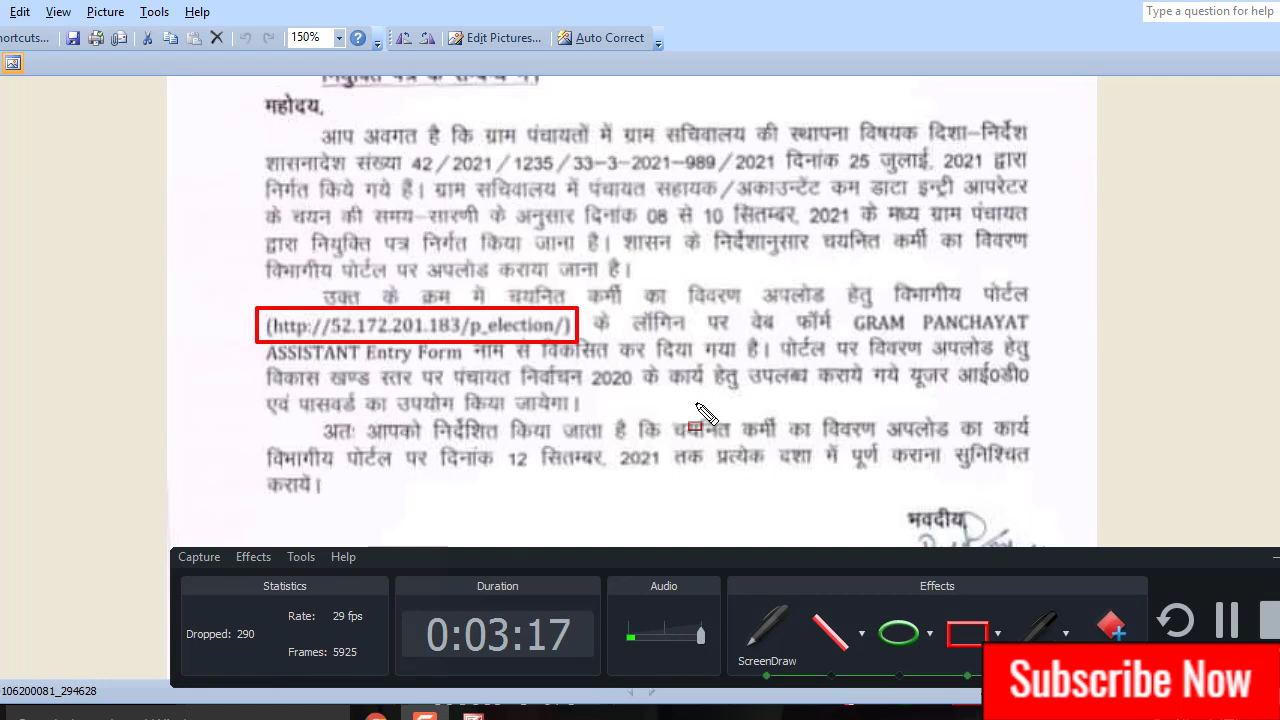 Edit View Picture Tools Help
Type a question for help
ortcuts... 150% Edit Pictures... Auto Correct
महोदय,
आप अवगत है कि ग्राम पंचायतों में ग्राम सचिवालय की स्थापना विषयक दिशा-निर्देश
शासनादेश संख्या 42/2021/1235/33-3-2021-989/2021 दिनांक 25 जुलाई, 2021 द्वारा
निर्गत किये गये हैं। ग्राम सचिवालय में पंचायत सहायक/अकाउन्टेंट कम डाटा इन्ट्री आपरेटर
के चयन की समय-सारणी के अनुसार दिनांक 08 से 10 सितम्बर, 2021 के मध्य ग्राम पंचायत
द्वारा नियुक्ति पत्र निर्गत किया जाना है। शासन के निर्देशानुसार चयनित कर्मी का विवरण
विभागीय पोर्टल पर अपलोड कराया जाना है।
उक्त के क्रम में चयनित कर्मी का विवरण अपलोड हेतु विभागीय पोर्टल
(http://52.172.201.183/p_election/) के लॉगिन पर वेब फॉर्म GRAM PANCHAYAT
ASSISTANT Entry Form नाम से विकसित कर दिया गया है। पोर्टल पर विवरण अपलोड हेतु
विकास खण्ड स्तर पर पंचायत निर्वाचन 2020 के कार्य हेतु उपलब्ध कराये गये यूजर आई0डी0
एवं पासवर्ड का उपयोग किया जायेगा।
अतः आपको निर्देशित किया जाता है कि चयनित कर्मी का विवरण अपलोड का कार्य
विभागीय पोर्टल पर दिनांक 12 सितम्बर, 2021 तक प्रत्येक दशा में पूर्ण कराना सुनिश्चित
करायें।
भवदीय,
Capture Effects Tools Help
Statistics Duration Audio Effects
Rate: 29 fps
Dropped: 290
Frames: 5925
0:03:17
ScreenDraw
Subscribe Now
106200081_294628